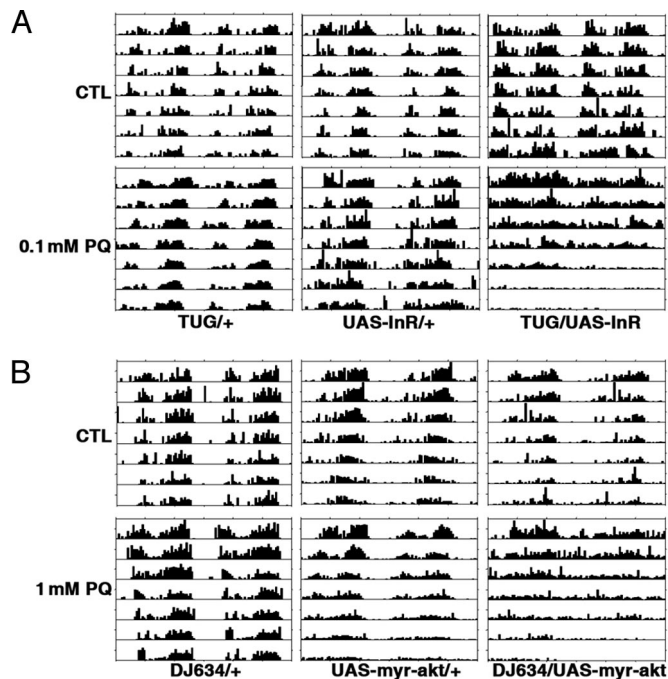 A
CTL
0.1 mM PQ
TUG/+
UAS-InR/+
TUG/UAS-InR
B
CTL
1 mM PQ
DJ634/+
UAS-myr-akt/+
DJ634/UAS-myr-akt